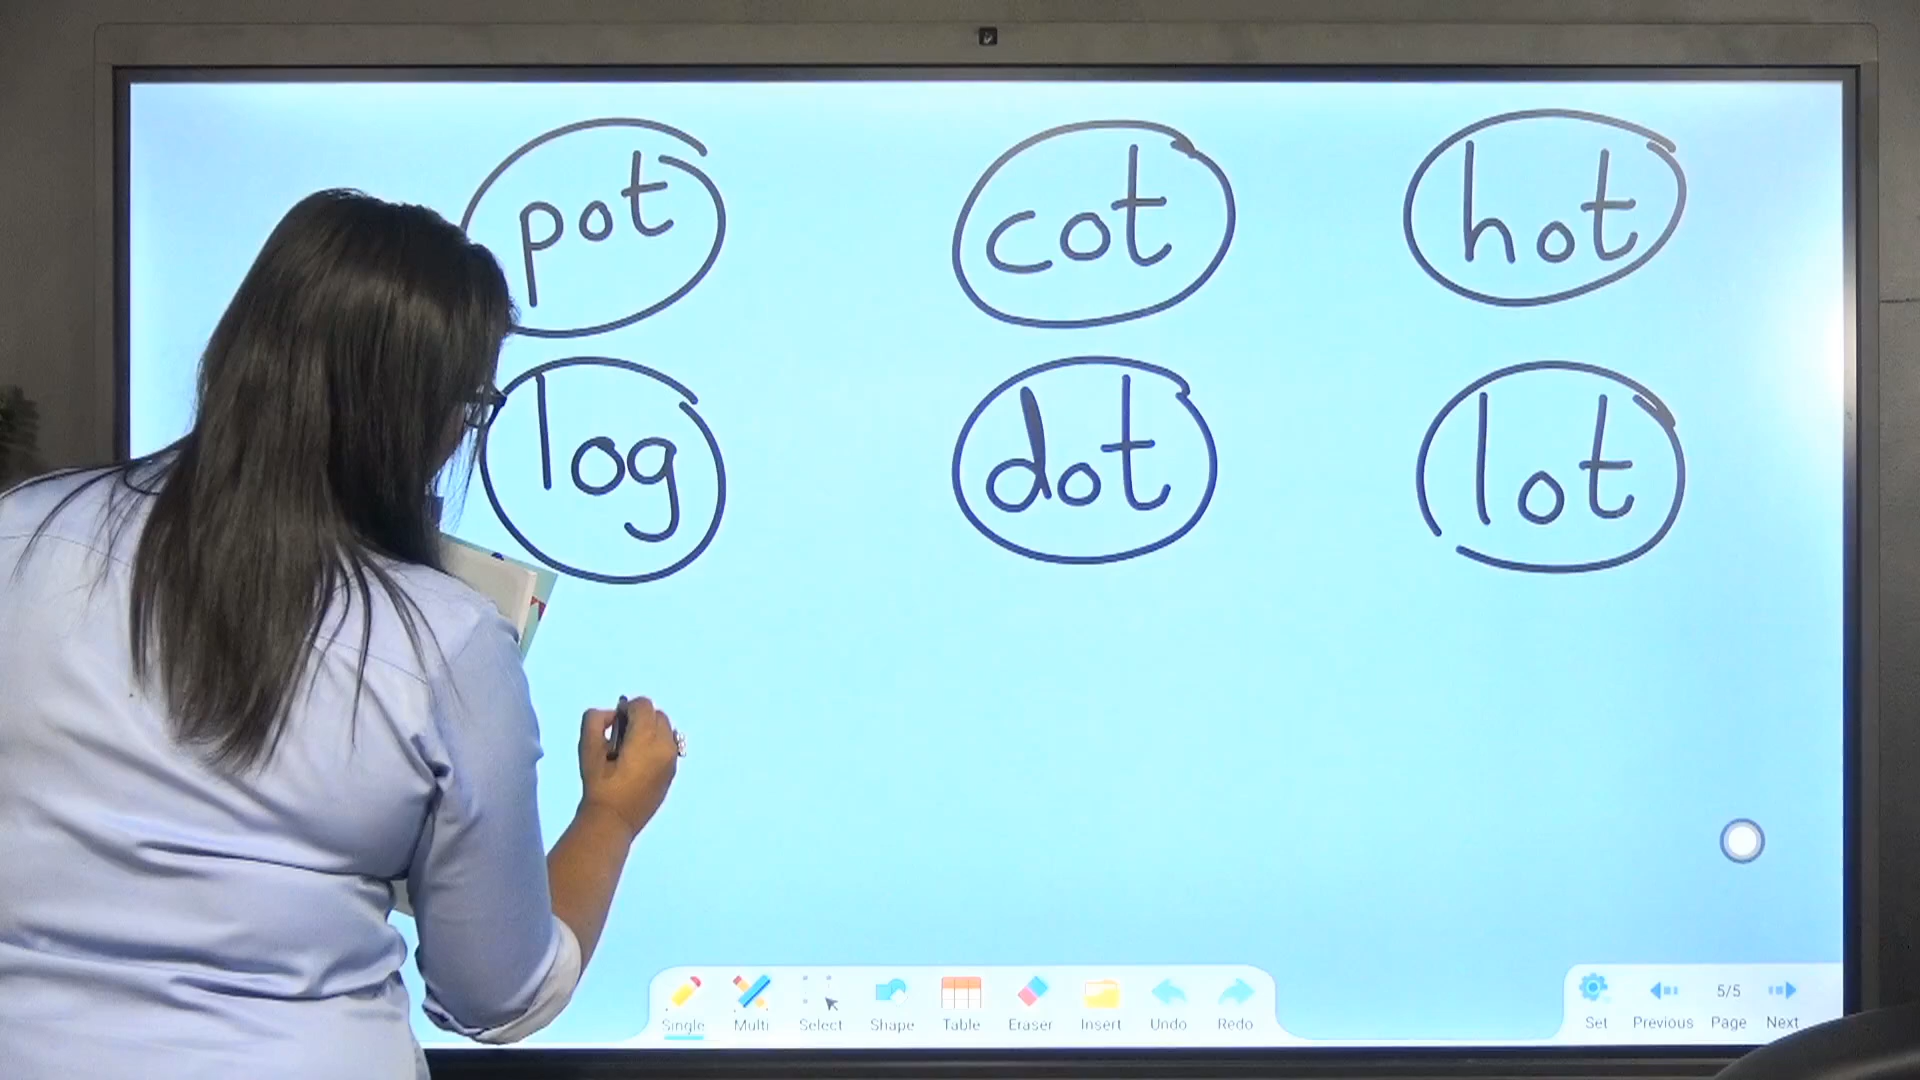 pot cot hot
log dot lot
Single Multi Select Shape Table Eraser Insert Undo Redo
5/5
Set Previous Page Next